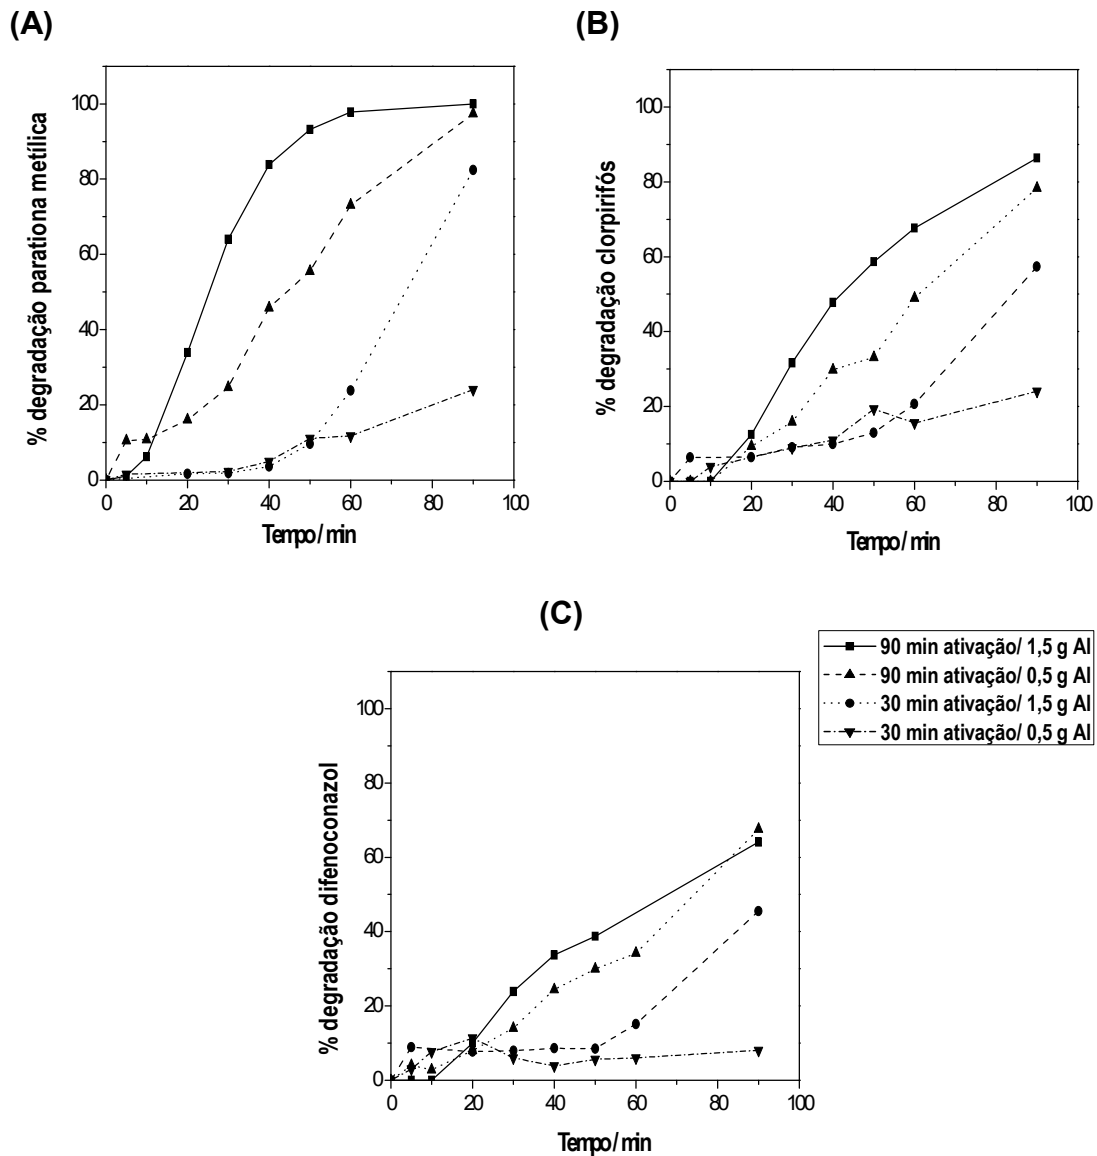 (A)
(B)
% degradação parationa metílica
100
80
60
40
20
0
0 20 40 60 80 100
Tempo/ min
% degradação clorpirifós
100
80
60
40
20
0
0 20 40 60 80 100
Tempo/ min
(C)
90 min ativação/ 1,5 g Al
90 min ativação/ 0,5 g Al
30 min ativação/ 1,5 g Al
30 min ativação/ 0,5 g Al
% degradação difenoconazol
100
80
60
40
20
0
0 20 40 60 80 100
Tempo/ min